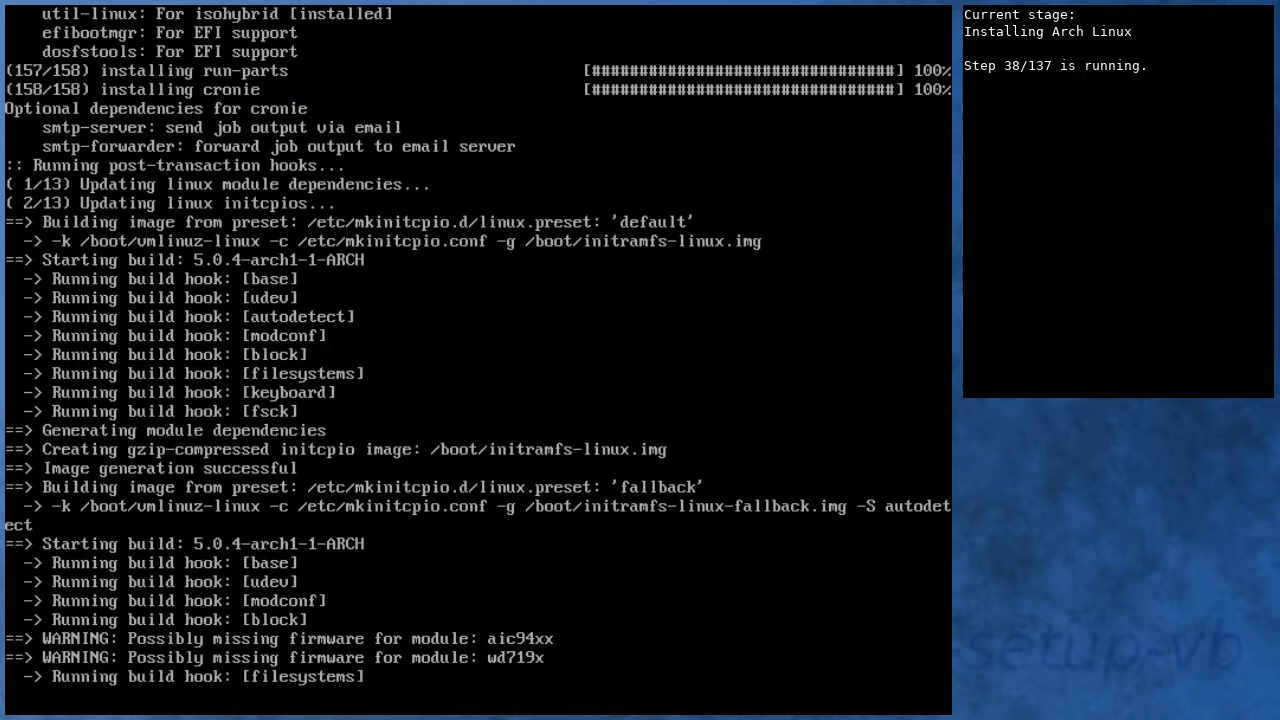 util-linux: For isohybrid [installed]
efibootmgr: For EFI support
dosfstools: For EFI support
(157/158) installing run-parts [################################] 100%
(158/158) installing cronie [################################] 100%
Optional dependencies for cronie
smtp-server: send job output via email
smtp-forwarder: forward job output to email server
:: Running post-transaction hooks...
( 1/13) Updating linux module dependencies...
( 2/13) Updating linux initcpios...
==> Building image from preset: /etc/mkinitcpio.d/linux.preset: 'default'
-> -k /boot/vmlinuz-linux -c /etc/mkinitcpio.conf -g /boot/initramfs-linux.img
==> Starting build: 5.0.4-arch1-1-ARCH
-> Running build hook: [base]
-> Running build hook: [udev]
-> Running build hook: [autodetect]
-> Running build hook: [modconf]
-> Running build hook: [block]
-> Running build hook: [filesystems]
-> Running build hook: [keyboard]
-> Running build hook: [fsck]
==> Generating module dependencies
==> Creating gzip-compressed initcpio image: /boot/initramfs-linux.img
==> Image generation successful
==> Building image from preset: /etc/mkinitcpio.d/linux.preset: 'fallback'
-> -k /boot/vmlinuz-linux -c /etc/mkinitcpio.conf -g /boot/initramfs-linux-fallback.img -S autodet
ect
==> Starting build: 5.0.4-arch1-1-ARCH
-> Running build hook: [base]
-> Running build hook: [udev]
-> Running build hook: [modconf]
-> Running build hook: [block]
==> WARNING: Possibly missing firmware for module: aic94xx
==> WARNING: Possibly missing firmware for module: wd719x
-> Running build hook: [filesystems]
Current stage:
Installing Arch Linux
Step 38/137 is running.
-setup-vb